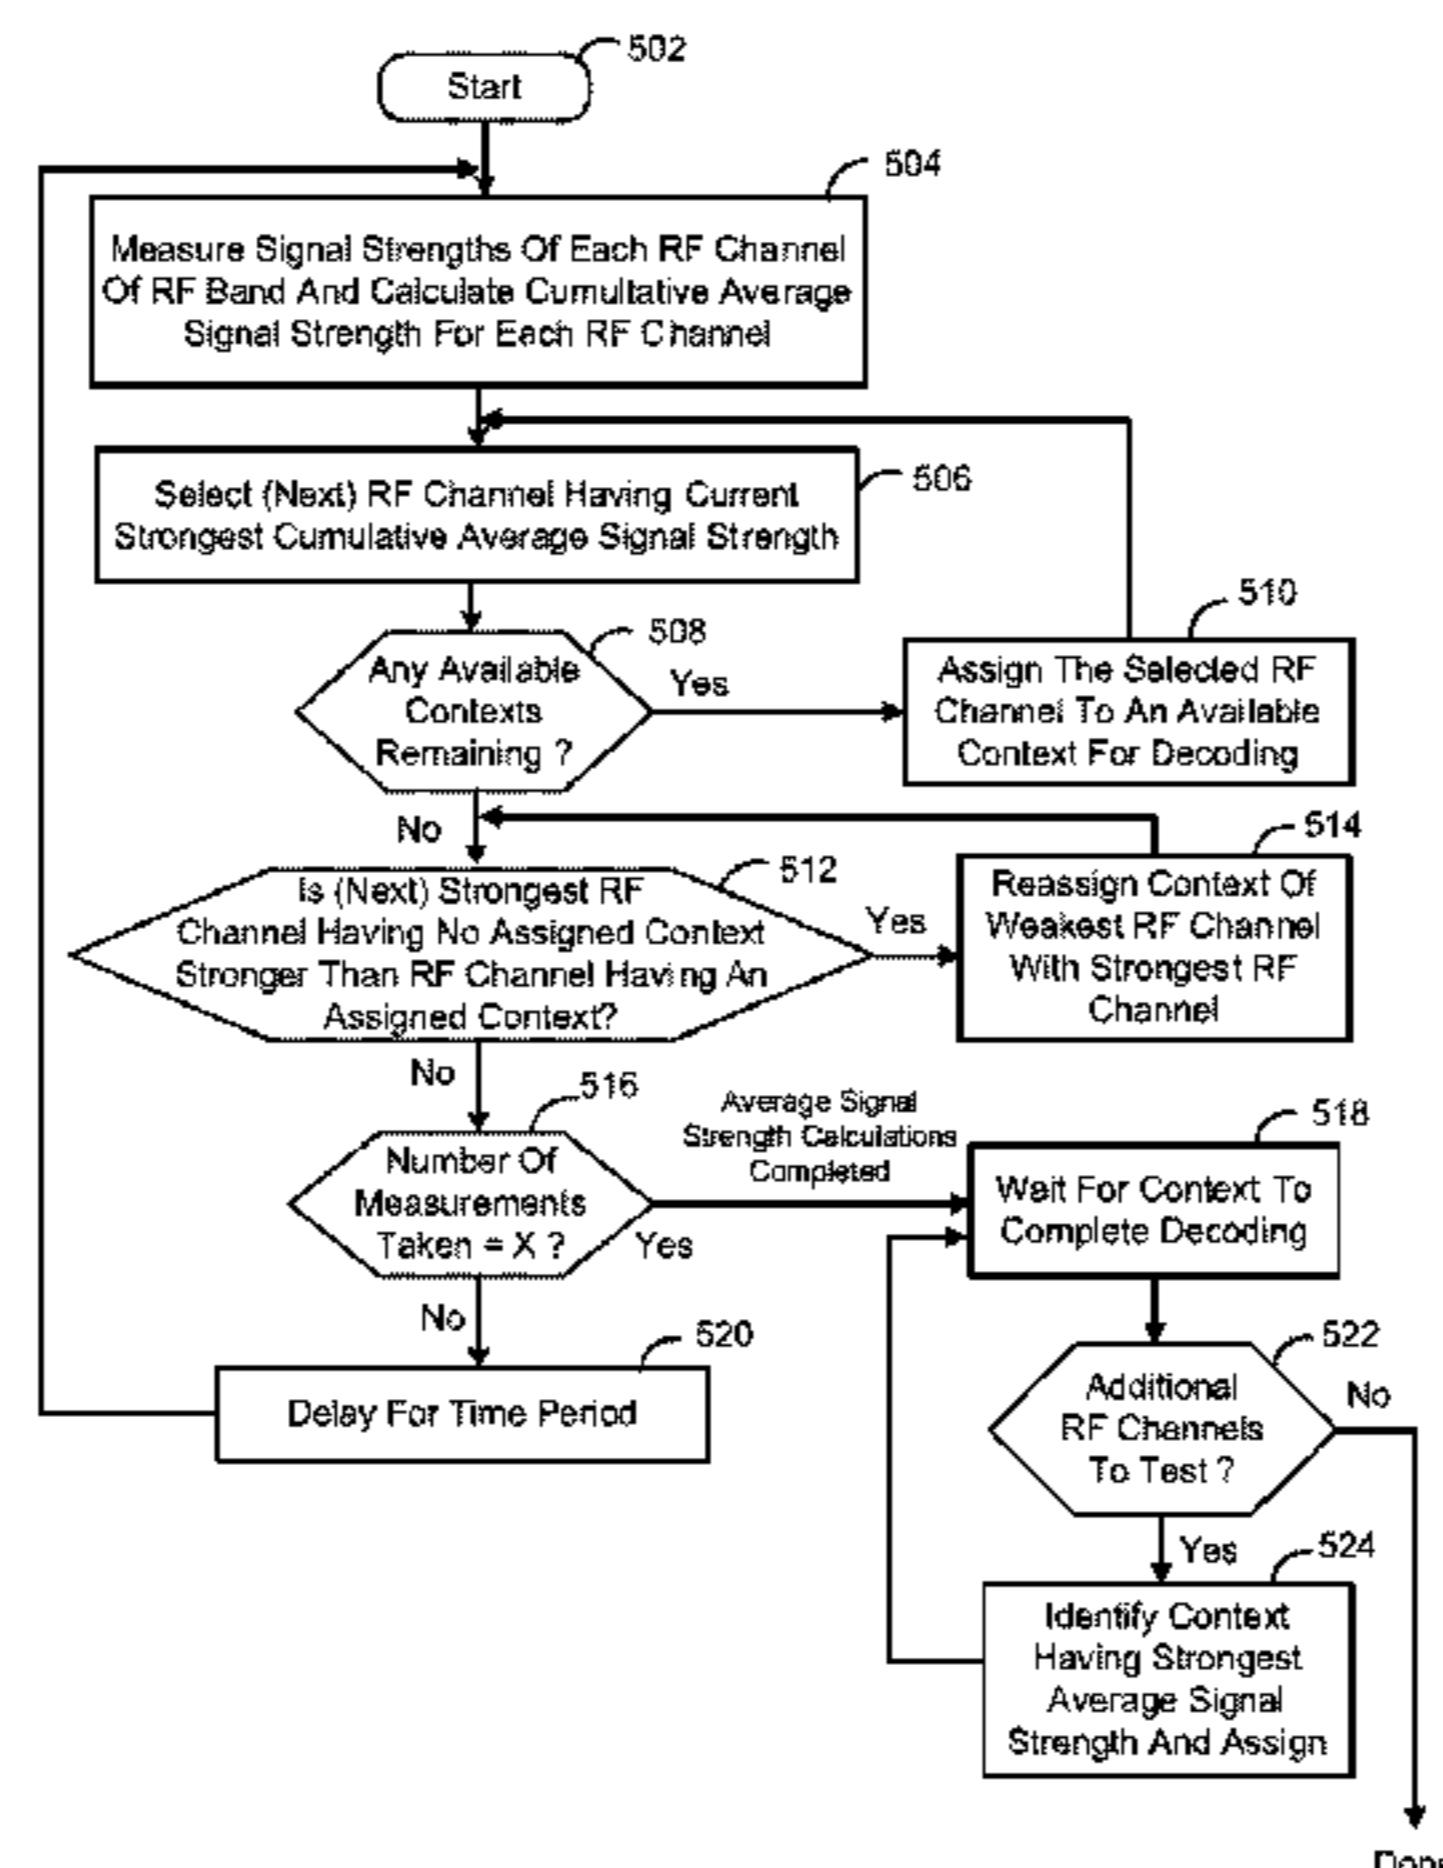 502
Start
504
Measure Signal Strengths Of Each RF Channel
Of RF Band And Calculate Cumultative Average
Signal Strength For Each RF Channel
506
Select (Next) RF Channel Having Current
Strongest Cumulative Average Signal Strength
508
Any Available
Contexts
Remaining ?
Yes
510
Assign The Selected RF
Channel To An Available
Context For Decoding
No
512
Is (Next) Strongest RF
Channel Having No Assigned Context
Stronger Than RF Channel Having An
Assigned Context?
Yes
514
Reassign Context Of
Weakest RF Channel
With Strongest RF
Channel
No
516
Number Of
Measurements
Taken = X ?
Yes
Average Signal
Strength Calculations
Completed
518
Wait For Context To
Complete Decoding
No
520
Delay For Time Period
522
Additional
RF Channels
To Test ?
No
Yes
524
Identify Context
Having Strongest
Average Signal
Strength And Assign